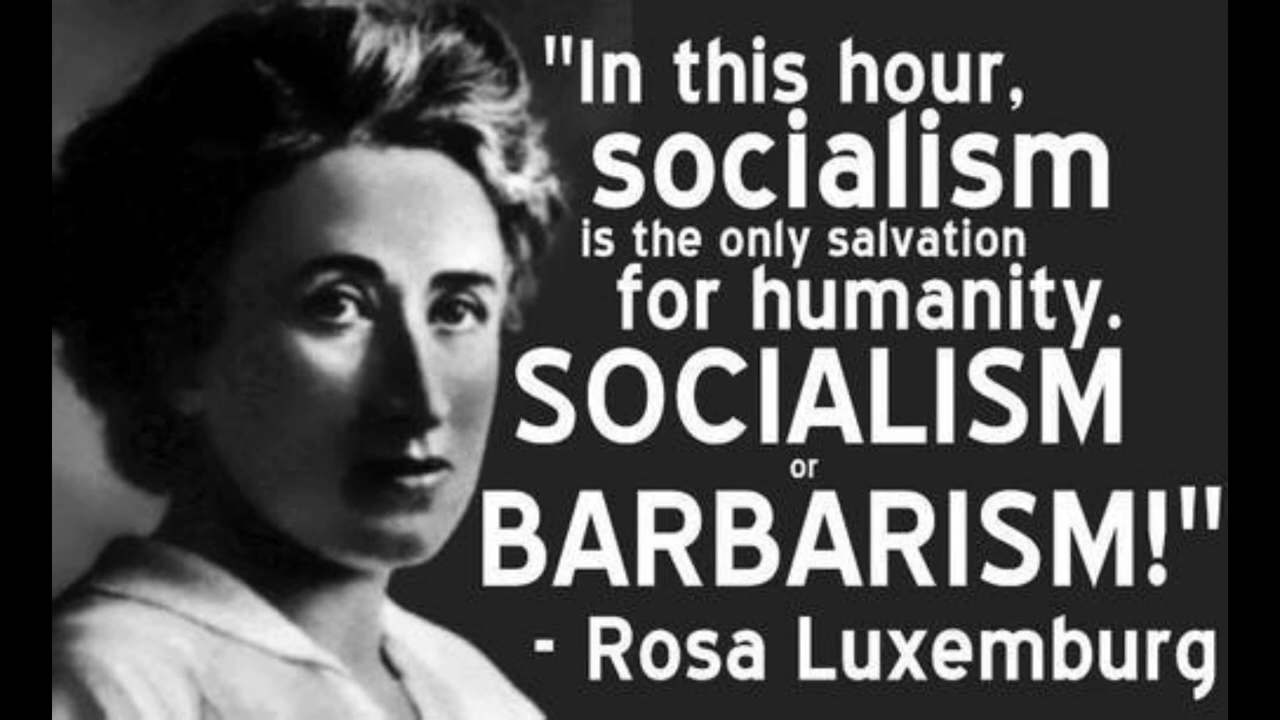 "In this hour,
socialism
is the only salvation
for humanity.
SOCIALISM
or
BARBARISM!"
- Rosa Luxemburg